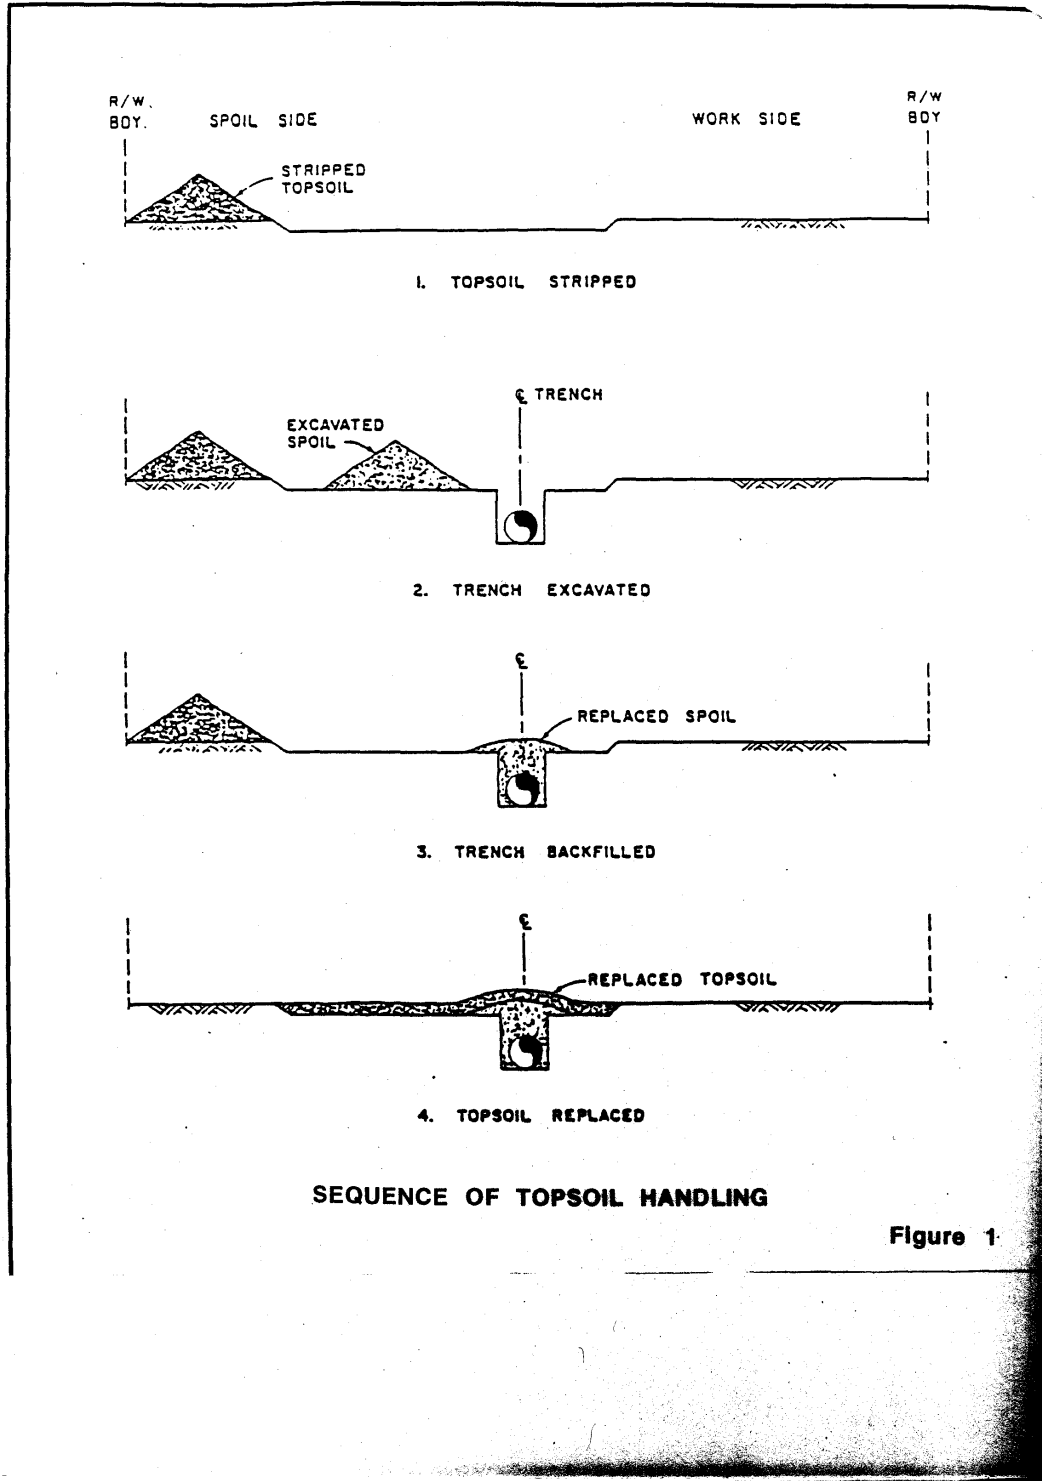 R/W.
BDY.
SPOIL SIDE
WORK SIDE
R/W
BDY
STRIPPED
TOPSOIL
1. TOPSOIL STRIPPED
℄ TRENCH
EXCAVATED
SPOIL
2. TRENCH EXCAVATED
℄
REPLACED SPOIL
3. TRENCH BACKFILLED
℄
REPLACED TOPSOIL
4. TOPSOIL REPLACED
SEQUENCE OF TOPSOIL HANDLING
Figure 1